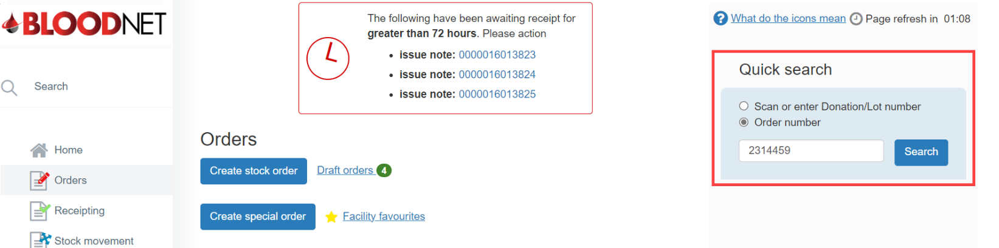 BLOODNET
Search
Home
Orders
Receipting
Stock movement
The following have been awaiting receipt for
greater than 72 hours. Please action
• issue note: 0000016013823
• issue note: 0000016013824
• issue note: 0000016013825
Orders
Create stock order Draft orders 4
Create special order Facility favourites
? What do the icons mean Page refresh in 01:08
Quick search
Scan or enter Donation/Lot number
Order number
2314459 Search